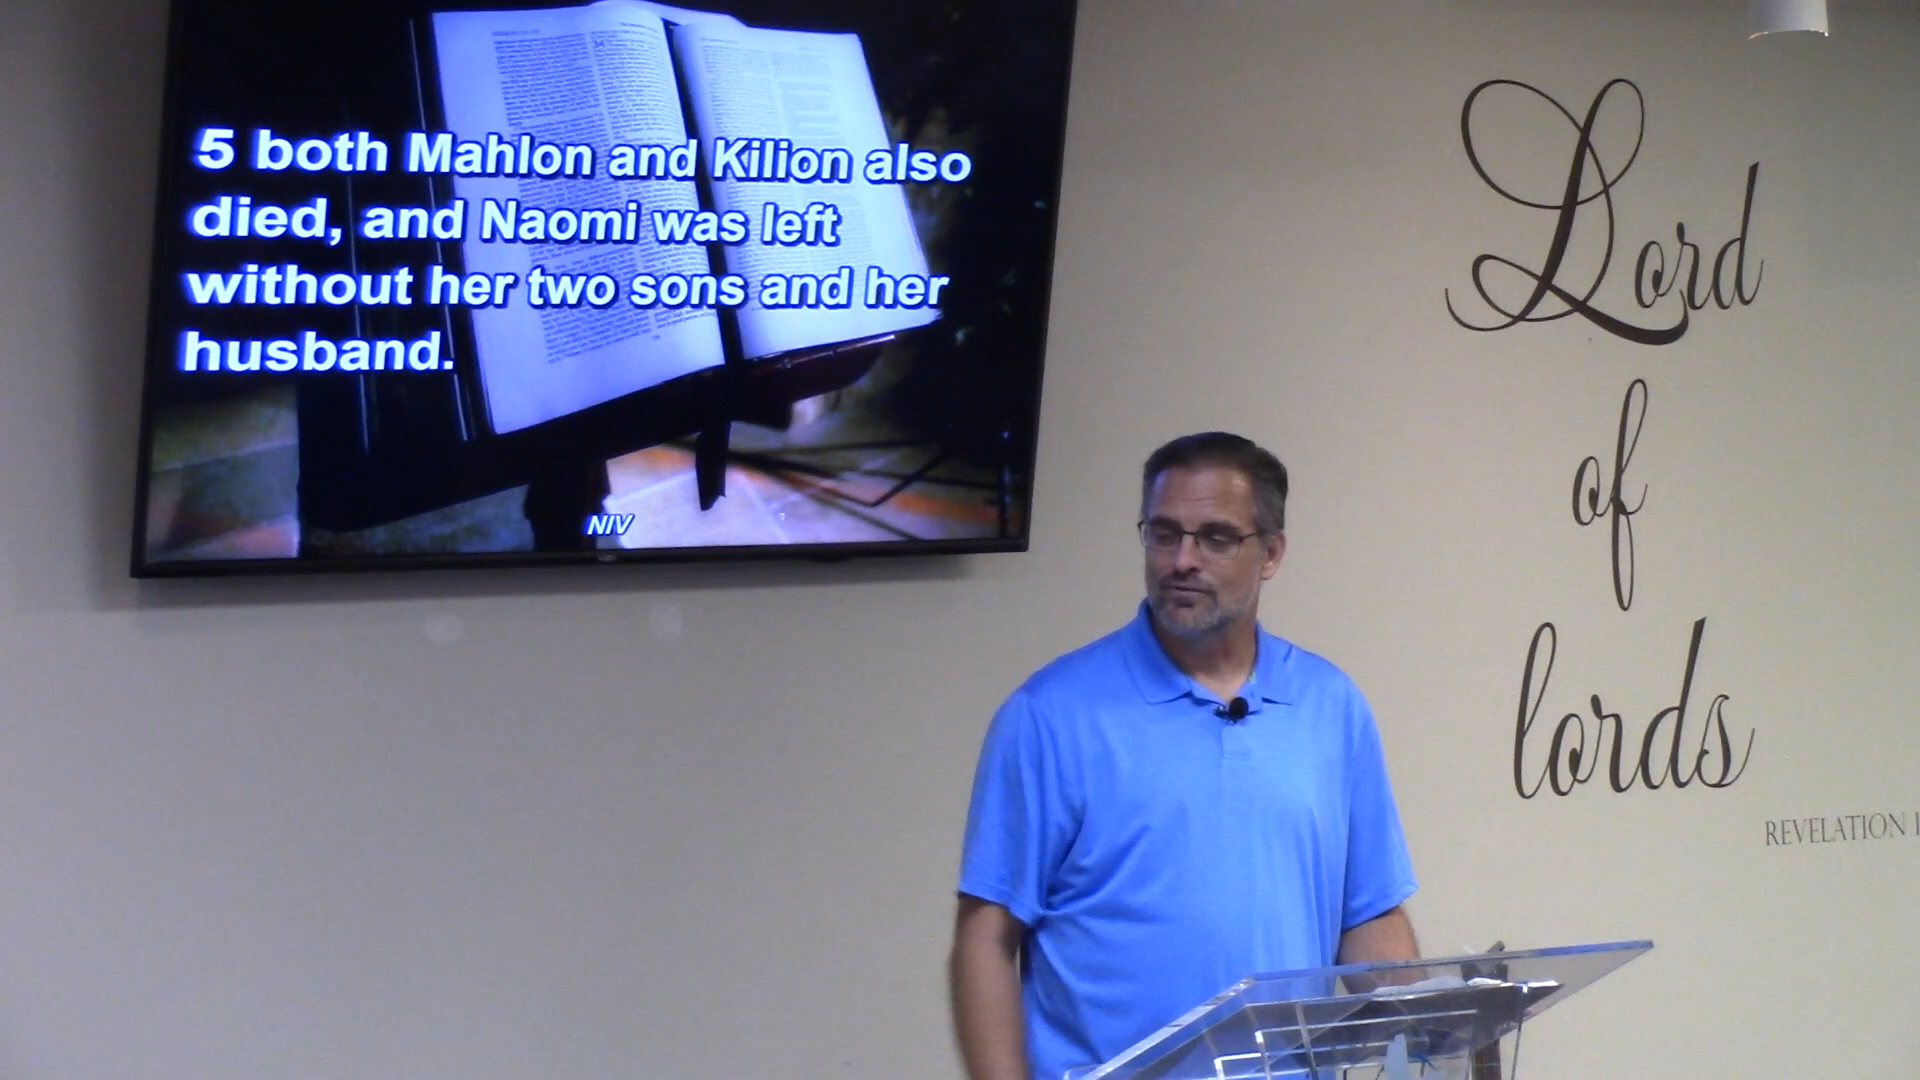 5 both Mahlon and Kilion also
died, and Naomi was left
without her two sons and her
husband.
NIV
Lord
of
lords
REVELATION